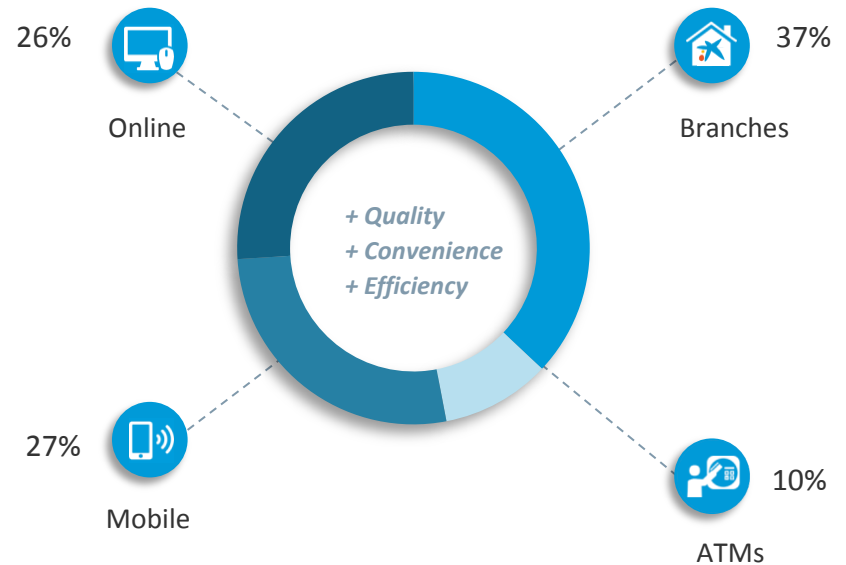 26%
Online
37%
Branches
+ Quality
+ Convenience
+ Efficiency
27%
Mobile
10%
ATMs